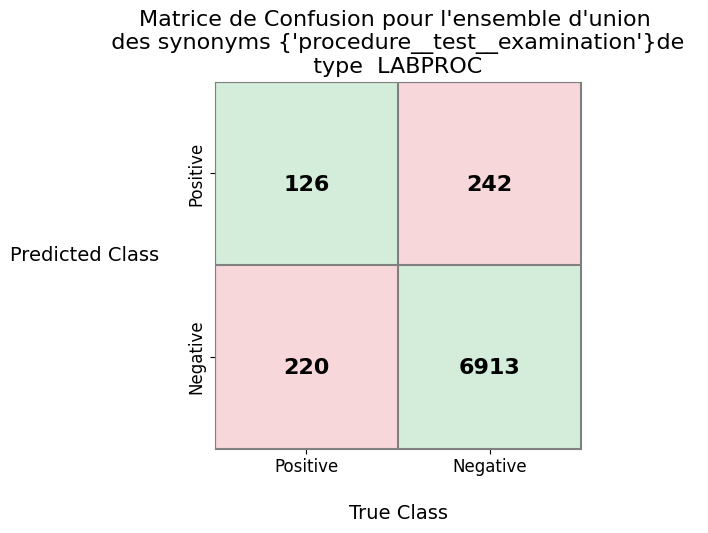 Matrice de Confusion pour l'ensemble d'union
des synonyms {'procedure__test__examination'}de
type  LABPROC
Positive
126
242
Predicted Class
Negative
220
6913
Positive
Negative
True Class